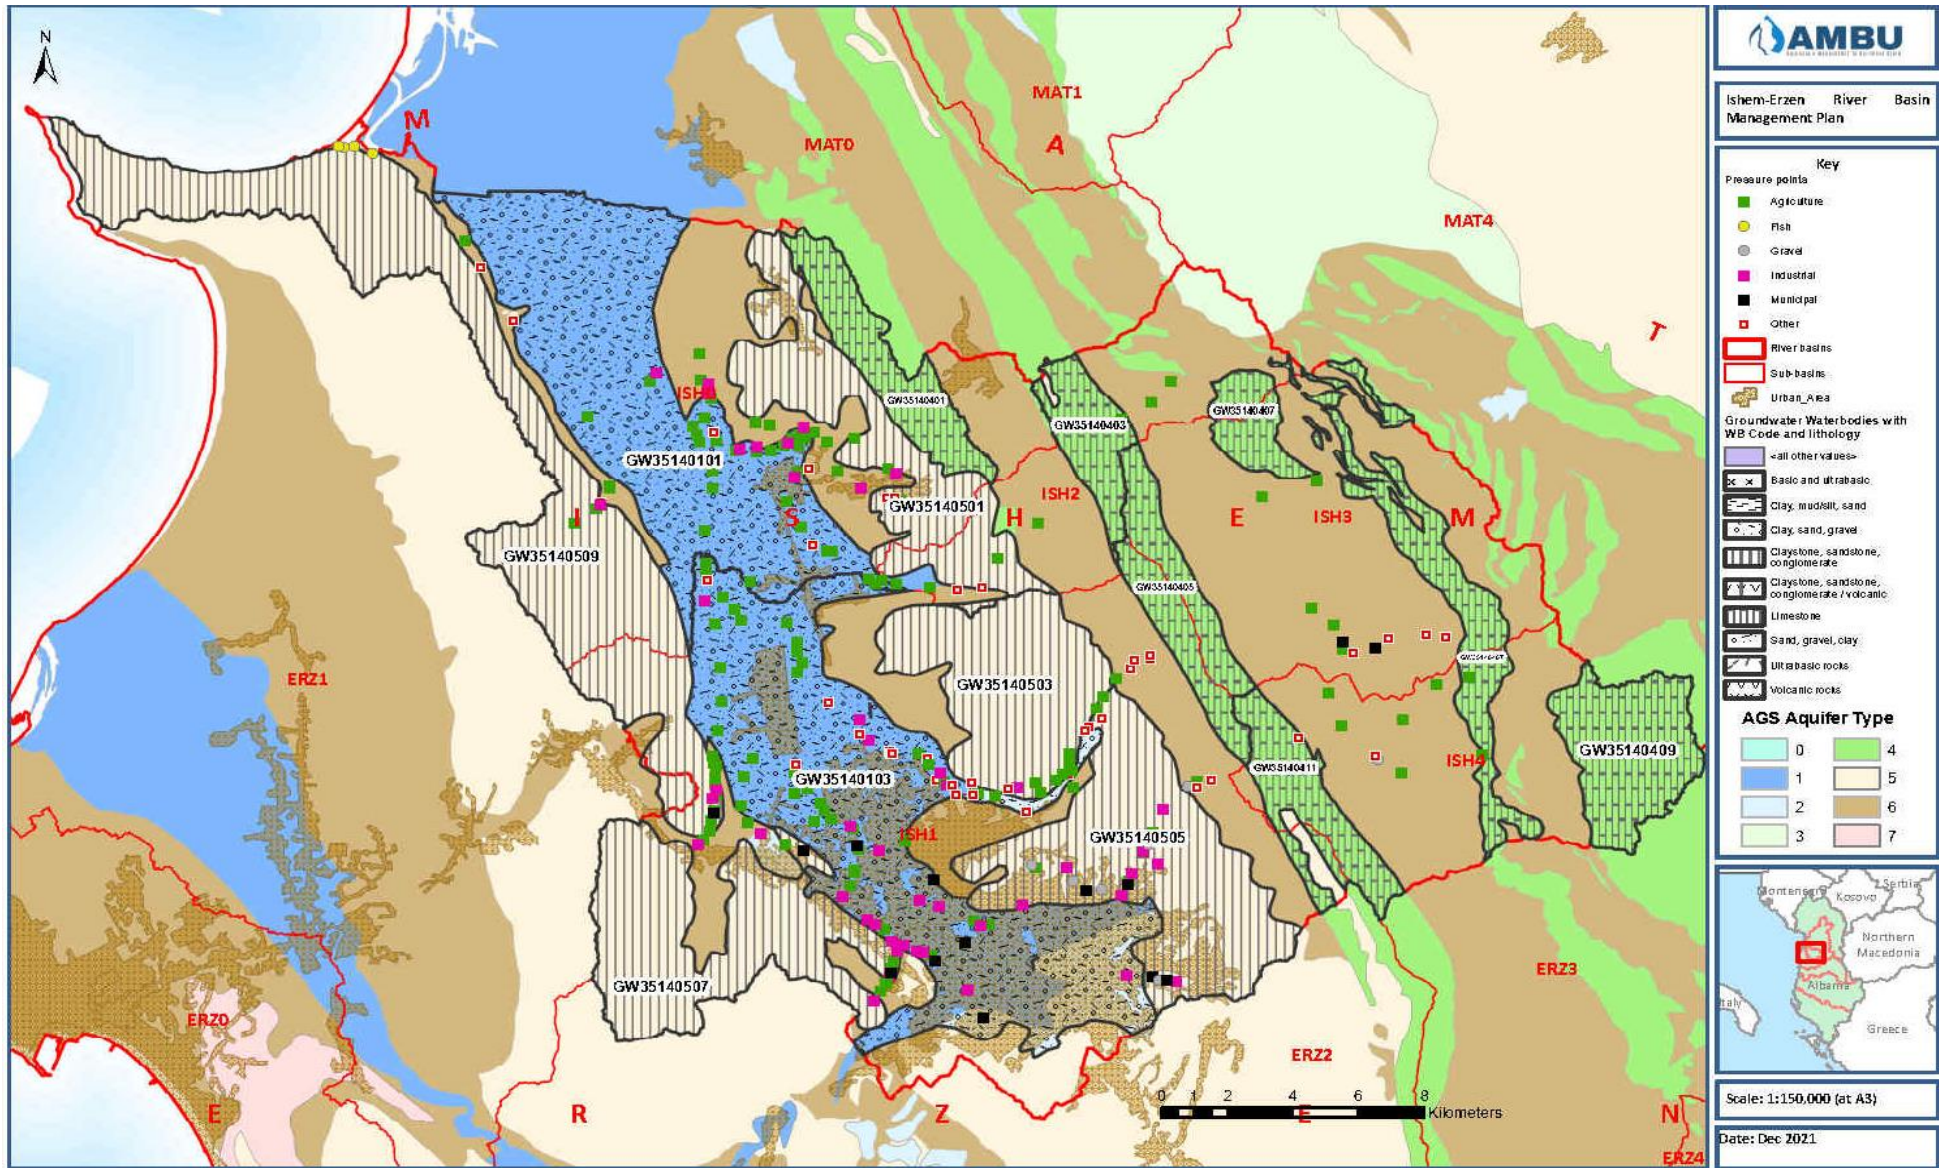 N
M
MAT1
A
MAT0
MAT4
T
ISH0
GW35140401
GW35140403
GW35140407
GW35140101
ISH2
GW35140501
I
S
H
E
ISH3
M
GW35140509
GW35140405
GW35140503
ERZ1
GW35140409
ISH4
GW35140411
GW35140103
ISH1
GW35140505
GW35140507
ERZ3
ERZ0
ERZ2
0 1 2 4 6 8
Kilometers
E
R
Z
E
N
ERZ4
AMBU
Ishem-Erzen River Basin
Management Plan
Key
Pressure points
Agriculture
Fish
Gravel
Industrial
Municipal
Other
River basins
Sub-basins
Urban_Area
Groundwater Waterbodies with
WB Code and lithology
<all other values>
Basic and ultrabasic
Clay, mud/silt, sand
Clay, sand, gravel
Claystone, sandstone,
conglomerate
Claystone, sandstone,
conglomerate / volcanic
Limestone
Sand, gravel, clay
Ultrabasic rocks
Volcanic rocks
AGS Aquifer Type
0 4
1 5
2 6
3 7
Montenegro
Kosovo
Serbia
Northern
Macedonia
Albania
Italy
Greece
Scale: 1:150,000 (at A3)
Date: Dec 2021